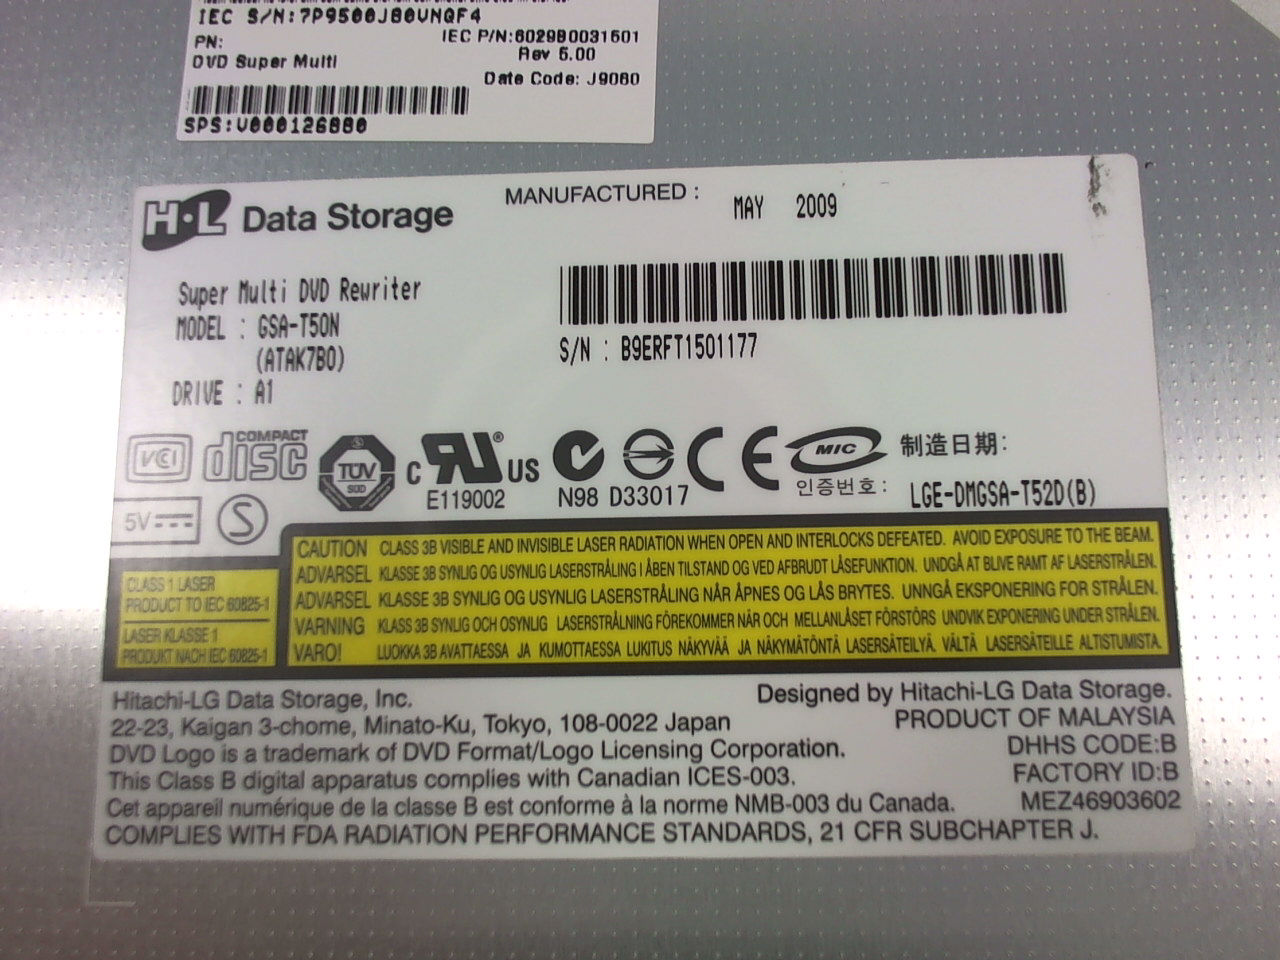 IEC S/N:7P9500J80VNQF4
PN:
IEC P/N:6029B0031601
DVD Super Multi
Rev 5.00
Date Code: J9060
SPS:V000126880
H·L Data Storage
MANUFACTURED : MAY 2009
Super Multi DVD Rewriter
MODEL : GSA-T50N
(ATAK7B0)
DRIVE : A1
S/N : B9ERFT1501177
VCCI
COMPACT disc
TÜV
c RU® US
E119002
N98 D33017
CE
MIC
制造日期:
인증번호: LGE-DMGSA-T52D(B)
5V
S
CLASS 1 LASER
PRODUCT TO IEC 60825-1
LASER KLASSE 1
PRODUKT NACH IEC 60825-1
CAUTION CLASS 3B VISIBLE AND INVISIBLE LASER RADIATION WHEN OPEN AND INTERLOCKS DEFEATED. AVOID EXPOSURE TO THE BEAM.
ADVARSEL KLASSE 3B SYNLIG OG USYNLIG LASERSTRÅLING I ÅBEN TILSTAND OG VED AFBRUDT LÅSEFUNKTION. UNDGÅ AT BLIVE RAMT AF LASERSTRÅLEN.
ADVARSEL KLASSE 3B SYNLIG OG USYNLIG LASERSTRÅLING NÅR ÅPNES OG LÅS BRYTES. UNNGÅ EKSPONERING FOR STRÅLEN.
VARNING KLASS 3B SYNLIG OCH OSYNLIG LASERSTRÅLNING FÖREKOMMER NÄR OCH MELLANLÅSET FÖRSTÖRS UNDVIK EXPONERING UNDER STRÅLEN.
VARO! LUOKKA 3B AVATTAESSA JA KUMOTTAESSA LUKITUS NÄKYVÄÄ JA NÄKYMÄTÖNTÄ LASERSÄTEILYÄ. VÄLTÄ LASERSÄTEILLE ALTISTUMISTA.
Hitachi-LG Data Storage, Inc.
22-23, Kaigan 3-chome, Minato-Ku, Tokyo, 108-0022 Japan
DVD Logo is a trademark of DVD Format/Logo Licensing Corporation.
This Class B digital apparatus complies with Canadian ICES-003.
Cet appareil numérique de la classe B est conforme à la norme NMB-003 du Canada.
COMPLIES WITH FDA RADIATION PERFORMANCE STANDARDS, 21 CFR SUBCHAPTER J.
Designed by Hitachi-LG Data Storage.
PRODUCT OF MALAYSIA
DHHS CODE:B
FACTORY ID:B
MEZ46903602